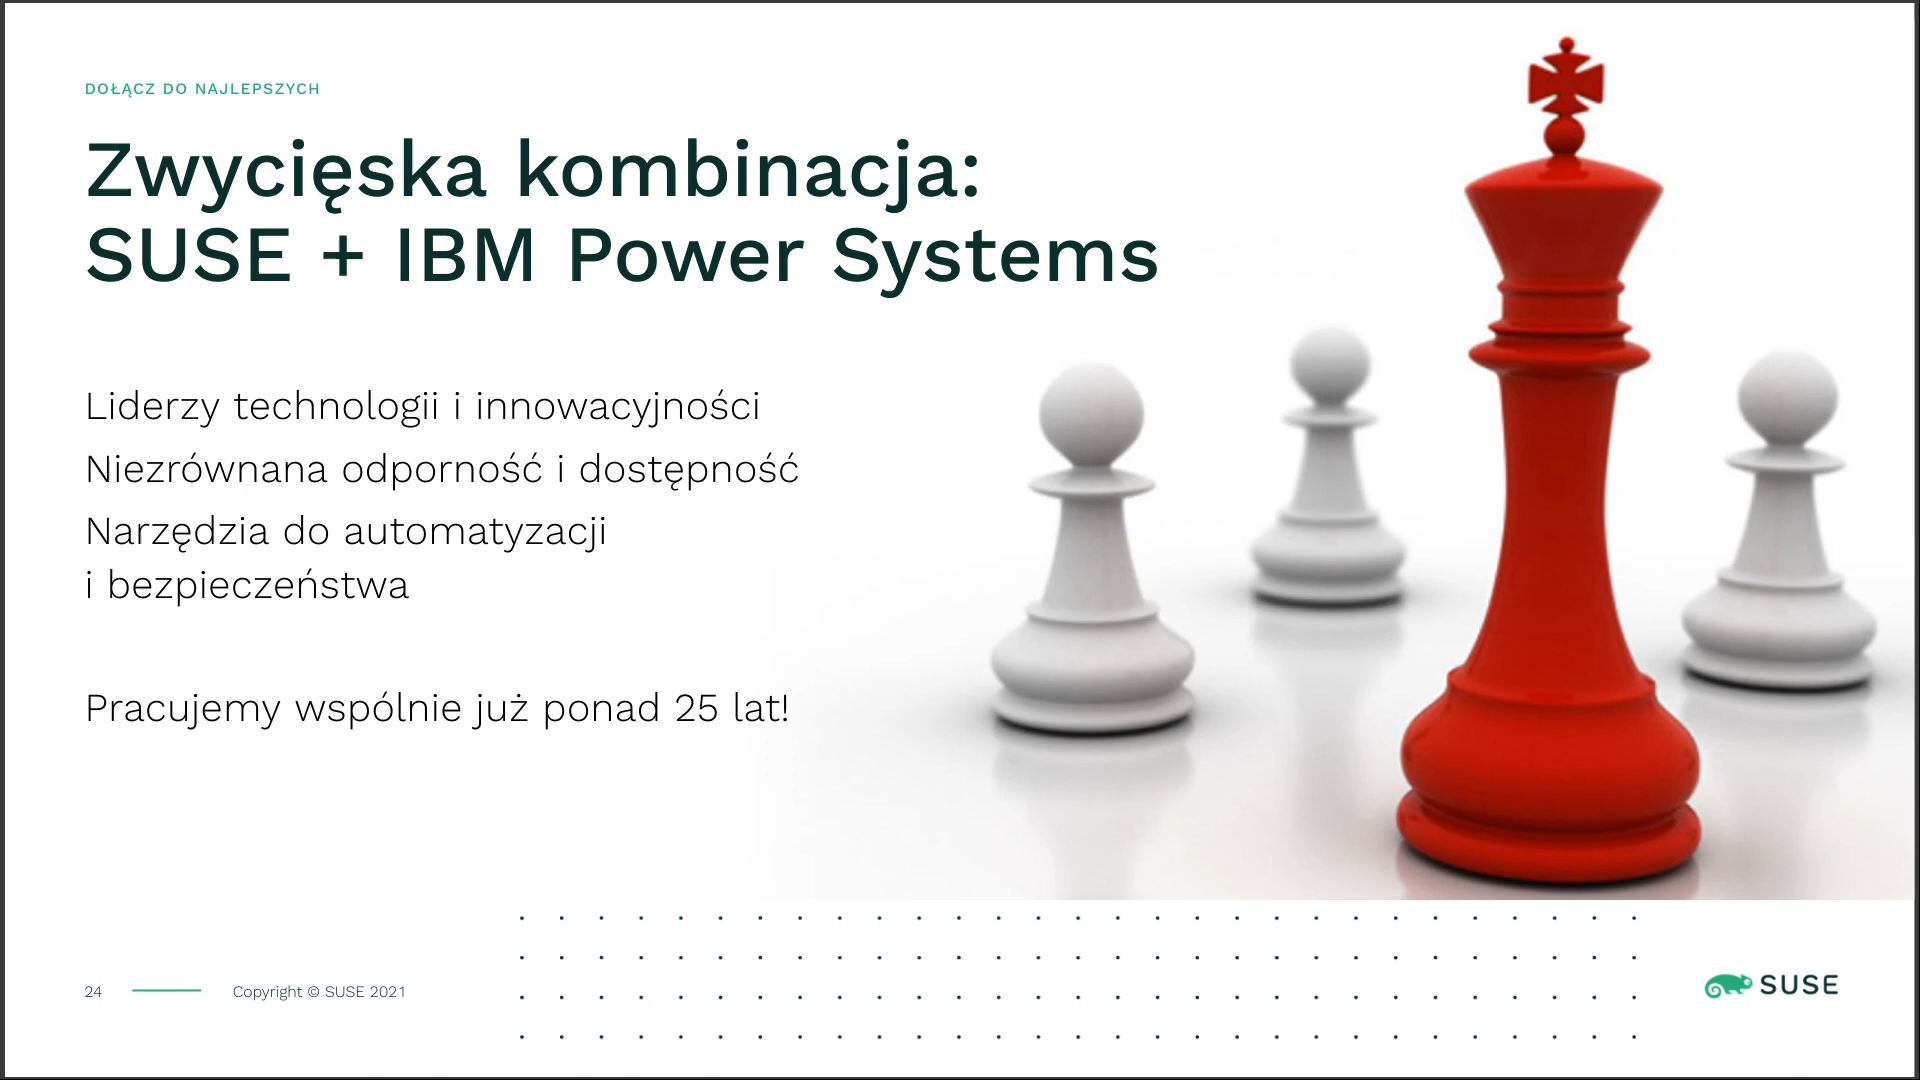 DOŁĄCZ DO NAJLEPSZYCH
Zwycięska kombinacja:
SUSE + IBM Power Systems
Liderzy technologii i innowacyjności
Niezrównana odporność i dostępność
Narzędzia do automatyzacji
i bezpieczeństwa
Pracujemy wspólnie już ponad 25 lat!
24
Copyright © SUSE 2021
SUSE